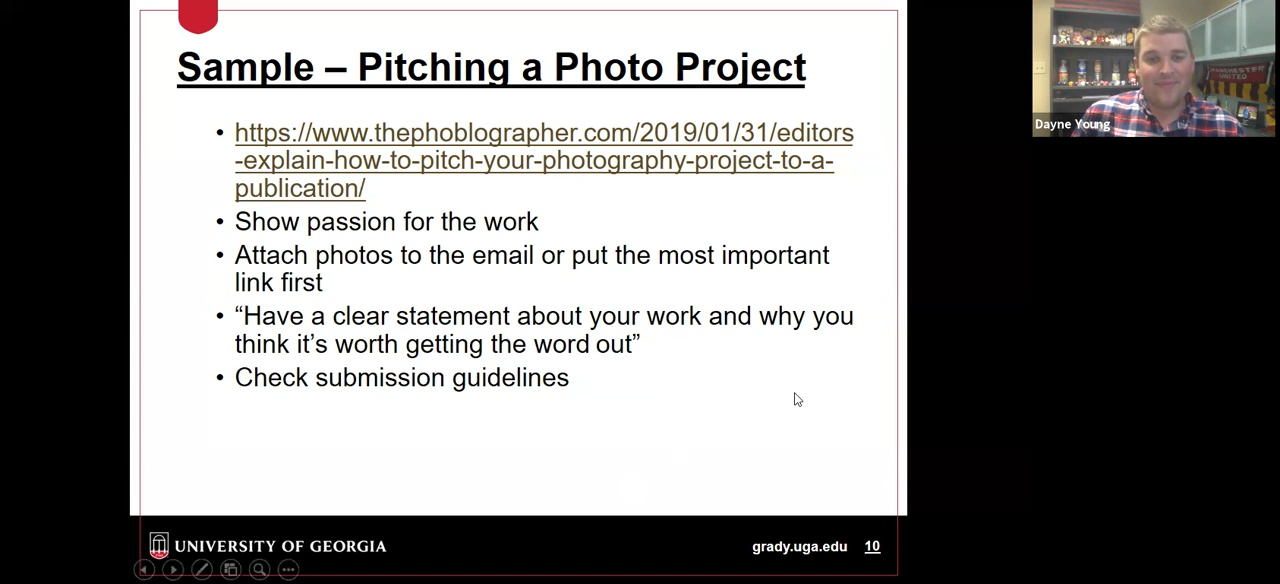 Sample – Pitching a Photo Project
• https://www.thephoblographer.com/2019/01/31/editors
-explain-how-to-pitch-your-photography-project-to-a-
publication/
• Show passion for the work
• Attach photos to the email or put the most important
link first
• “Have a clear statement about your work and why you
think it’s worth getting the word out”
• Check submission guidelines
UNIVERSITY OF GEORGIA
grady.uga.edu 10
MANCHESTER
UNITED
Dayne Young